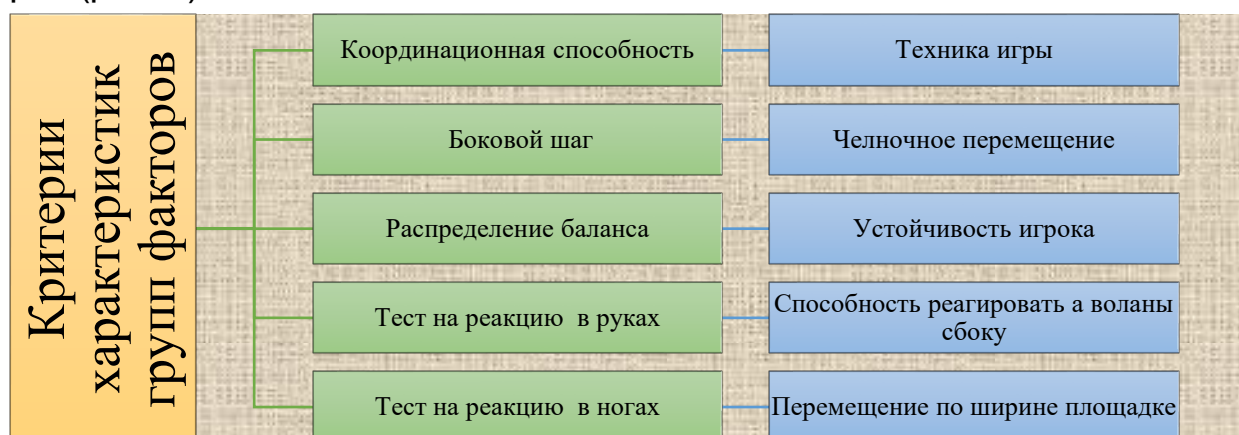 Критерии
характеристик
групп факторов
Координационная способность
Техника игры
Боковой шаг
Челночное перемещение
Распределение баланса
Устойчивость игрока
Тест на реакцию в руках
Способность реагировать а воланы
сбоку
Тест на реакцию в ногах
Перемещение по ширине площадке